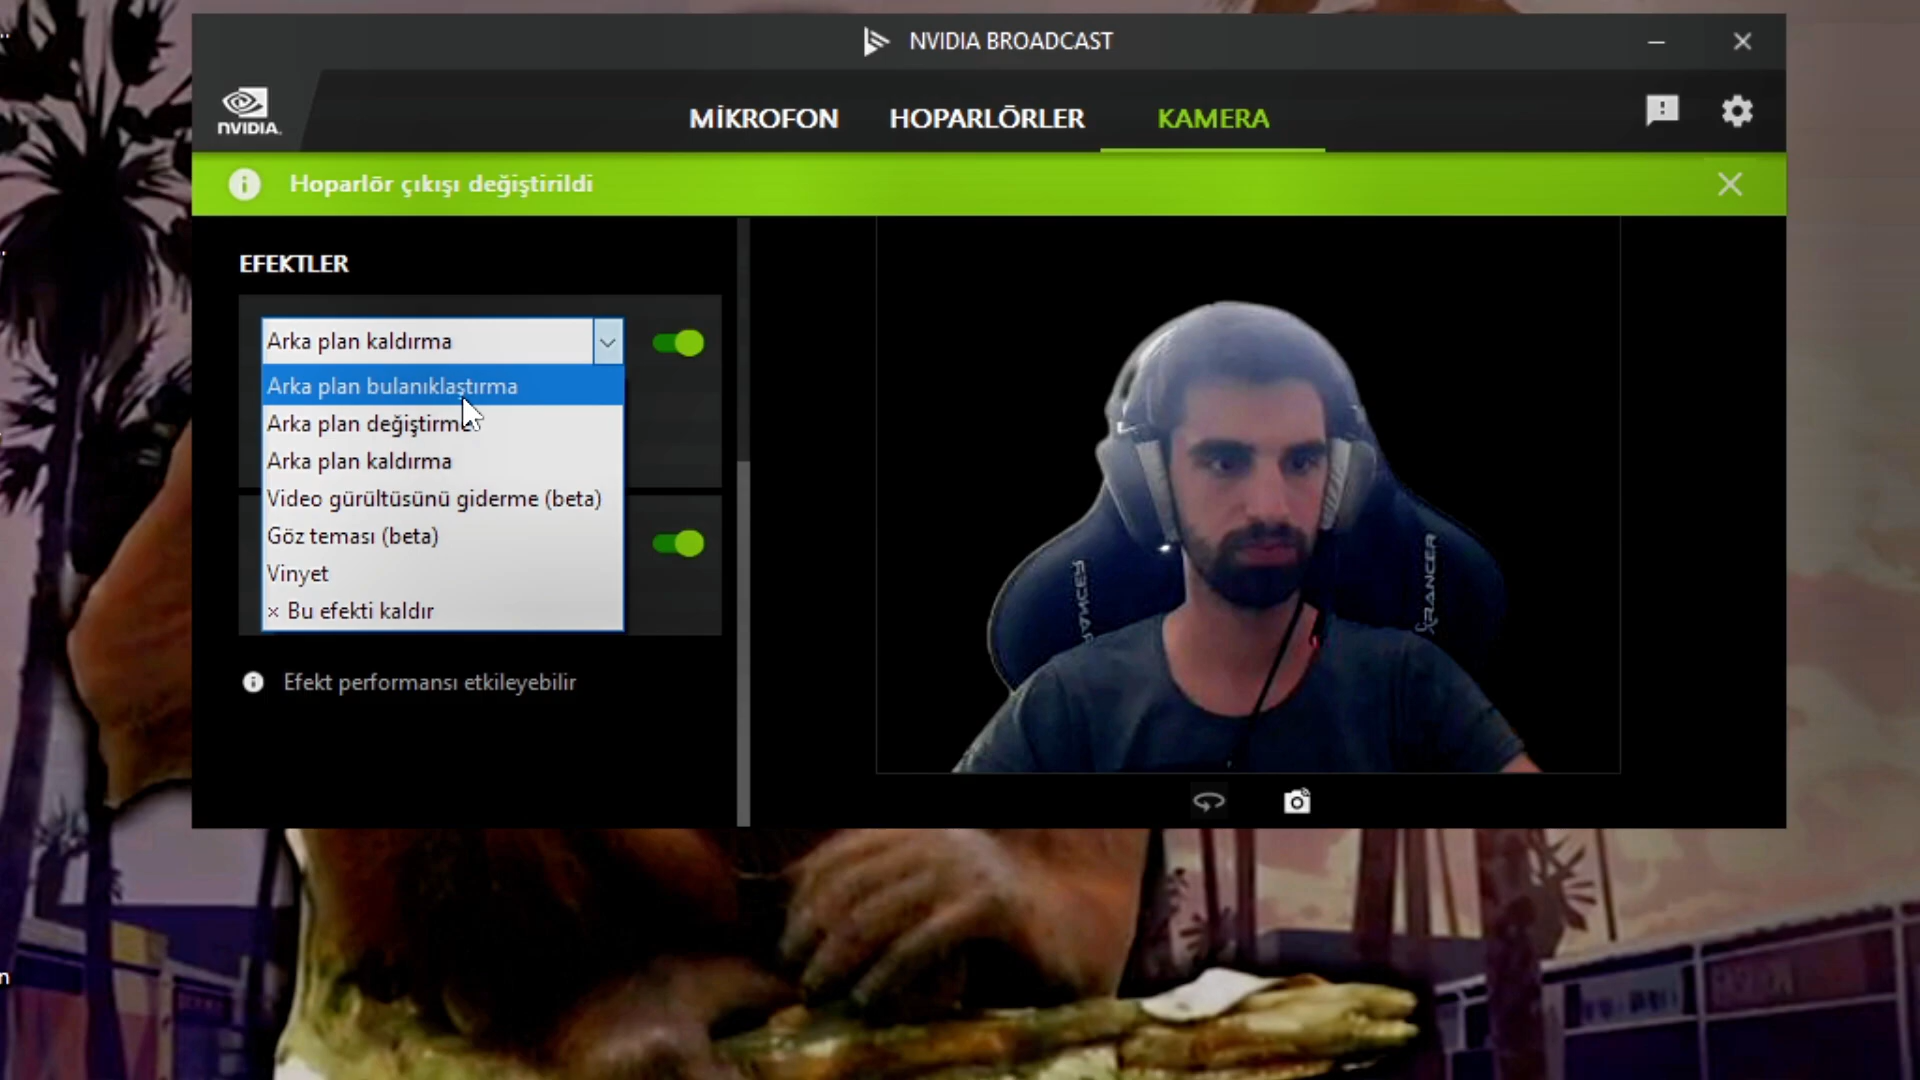 NVIDIA BROADCAST
NVIDIA.
MİKROFON
HOPARLÖRLER
KAMERA
Hoparlör çıkışı değiştirildi
EFEKTLER
Arka plan kaldırma
Arka plan bulanıklaştırma
Arka plan değiştirme
Arka plan kaldırma
Video gürültüsünü giderme (beta)
Göz teması (beta)
Vinyet
× Bu efekti kaldır
Efekt performansı etkileyebilir
XRANCER
n